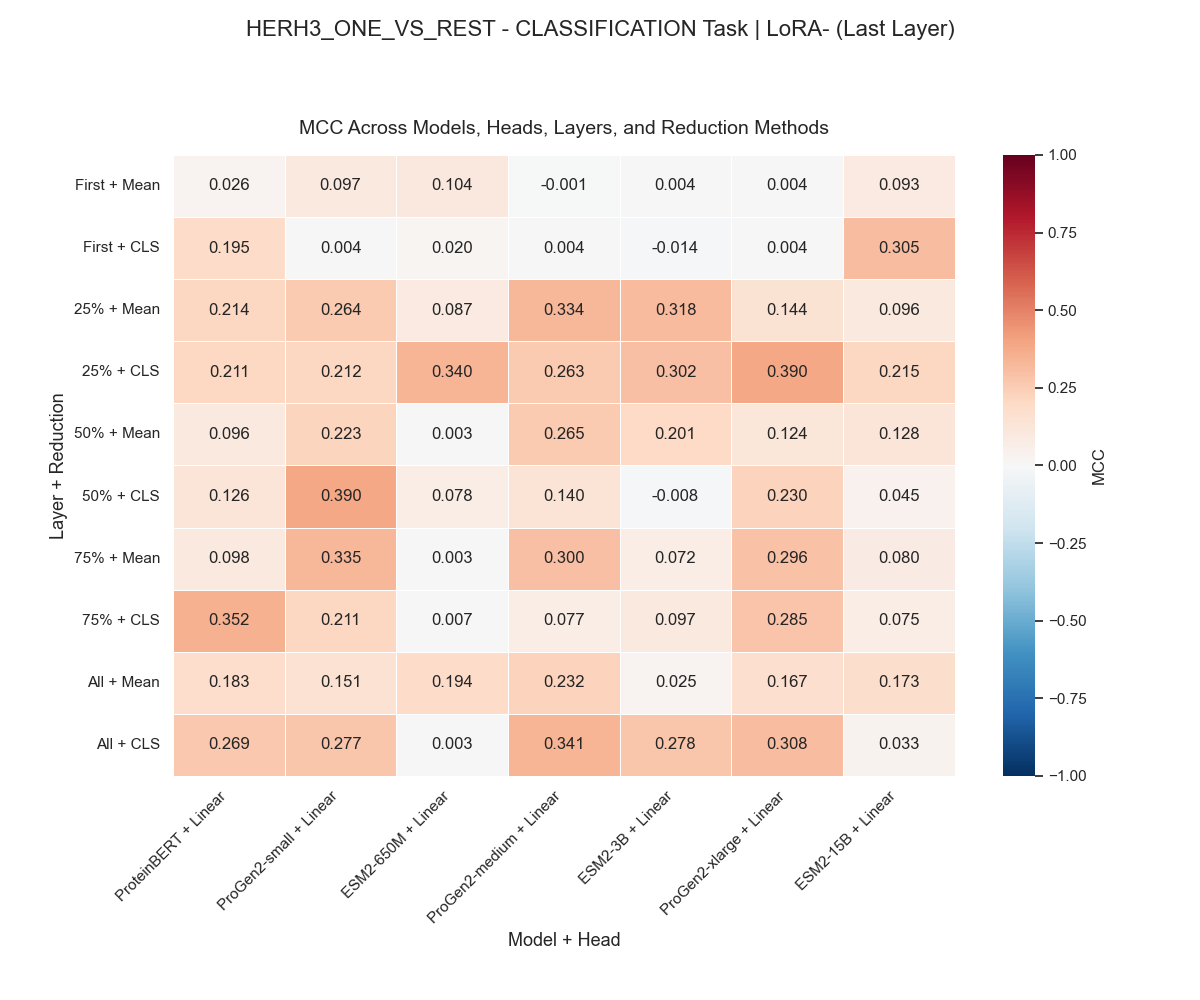 HERH3_ONE_VS_REST - CLASSIFICATION Task | LoRA- (Last Layer)
MCC Across Models, Heads, Layers, and Reduction Methods
Layer + Reduction
First + Mean 0.026 0.097 0.104 -0.001 0.004 0.004 0.093
First + CLS 0.195 0.004 0.020 0.004 -0.014 0.004 0.305
25% + Mean 0.214 0.264 0.087 0.334 0.318 0.144 0.096
25% + CLS 0.211 0.212 0.340 0.263 0.302 0.390 0.215
50% + Mean 0.096 0.223 0.003 0.265 0.201 0.124 0.128
50% + CLS 0.126 0.390 0.078 0.140 -0.008 0.230 0.045
75% + Mean 0.098 0.335 0.003 0.300 0.072 0.296 0.080
75% + CLS 0.352 0.211 0.007 0.077 0.097 0.285 0.075
All + Mean 0.183 0.151 0.194 0.232 0.025 0.167 0.173
All + CLS 0.269 0.277 0.003 0.341 0.278 0.308 0.033
ProteinBERT + Linear
ProGen2-small + Linear
ESM2-650M + Linear
ProGen2-medium + Linear
ESM2-3B + Linear
ProGen2-xlarge + Linear
ESM2-15B + Linear
Model + Head
1.00
0.75
0.50
0.25
0.00
−0.25
−0.50
−0.75
−1.00
MCC